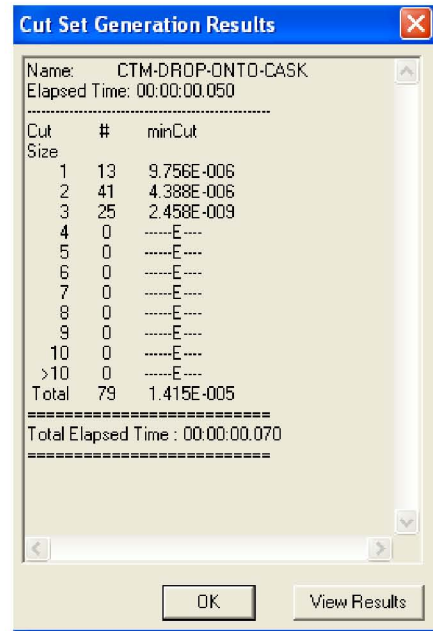 Cut Set Generation Results
Name: CTM-DROP-ONTO-CASK
Elapsed Time: 00:00:00.050
--------------------------------------------------
Cut # minCut
Size
1 13 9.756E-006
2 41 4.388E-006
3 25 2.458E-009
4 0 ------E----
5 0 ------E----
6 0 ------E----
7 0 ------E----
8 0 ------E----
9 0 ------E----
10 0 ------E----
>10 0 ------E----
Total 79 1.415E-005
===========================
Total Elapsed Time : 00:00:00.070
===========================
OK View Results